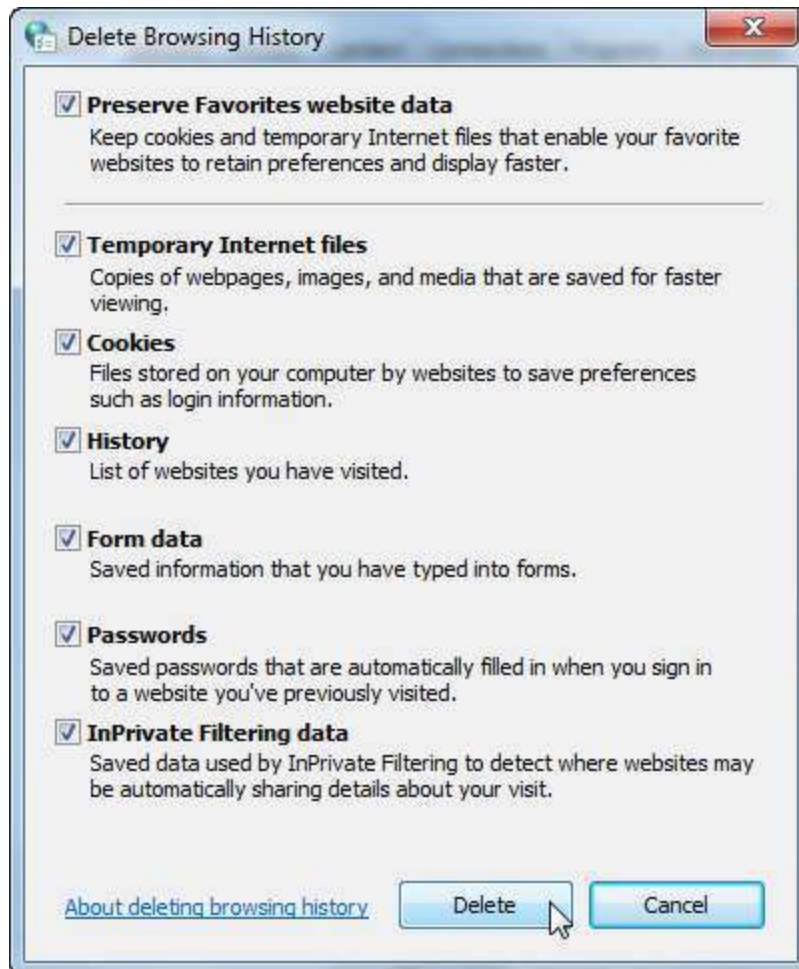 Delete Browsing History
Preserve Favorites website data
Keep cookies and temporary Internet files that enable your favorite
websites to retain preferences and display faster.
Temporary Internet files
Copies of webpages, images, and media that are saved for faster
viewing.
Cookies
Files stored on your computer by websites to save preferences
such as login information.
History
List of websites you have visited.
Form data
Saved information that you have typed into forms.
Passwords
Saved passwords that are automatically filled in when you sign in
to a website you've previously visited.
InPrivate Filtering data
Saved data used by InPrivate Filtering to detect where websites may
be automatically sharing details about your visit.
About deleting browsing history Delete Cancel